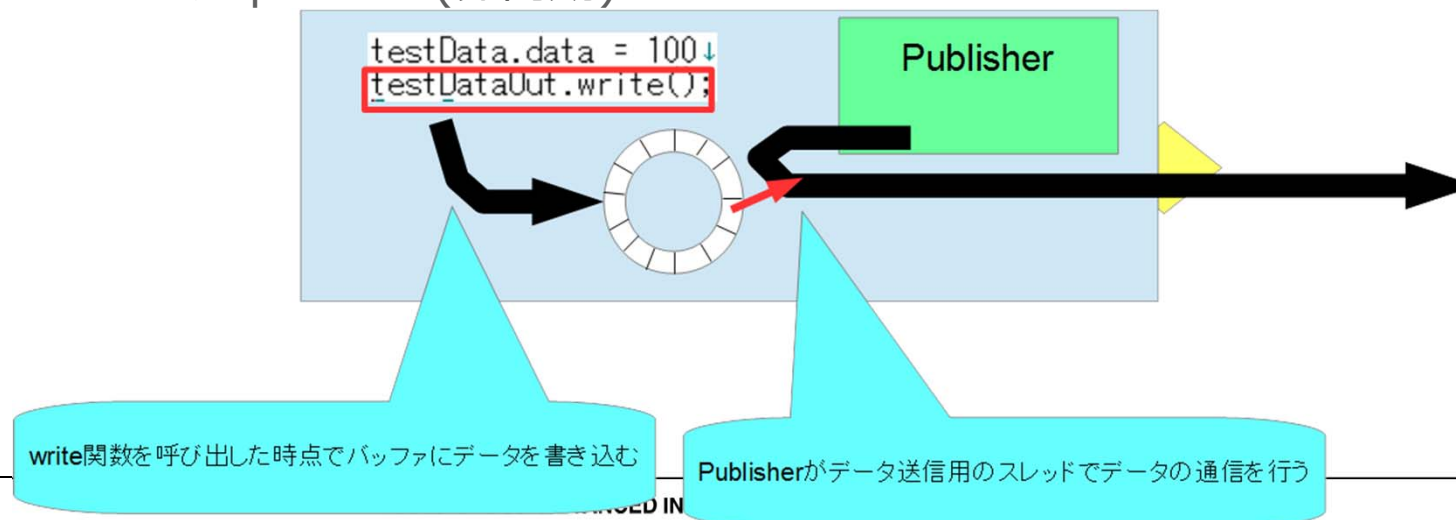 testData.data = 100↓
testDataOut.write();
Publisher
write関数を呼び出した時点でバッファにデータを書き込む
Publisherがデータ送信用のスレッドでデータの通信を行う